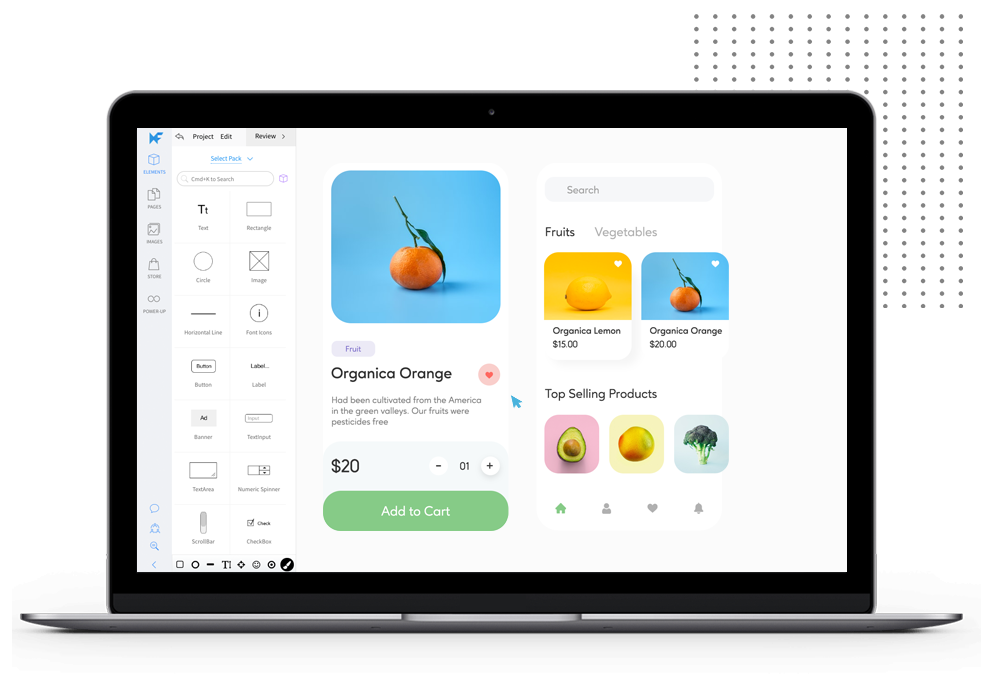 Project Edit Review
Select Pack
Cmd+K to Search
ELEMENTS
PAGES
IMAGES
STORE
POWER-UP
Tt
Text
Rectangle
Circle
Image
Horizontal Line
i
Font Icons
Button
Button
Label...
Label
Ad
Banner
TextInput
TextArea
Numeric Spinner
ScrollBar
Check
CheckBox
Fruit
Organica Orange
Had been cultivated from the America
in the green valleys. Our fruits were
pesticides free
$20
- 01 +
Add to Cart
Search
Fruits Vegetables
Organica Lemon
$15.00
Organica Orange
$20.00
Top Selling Products